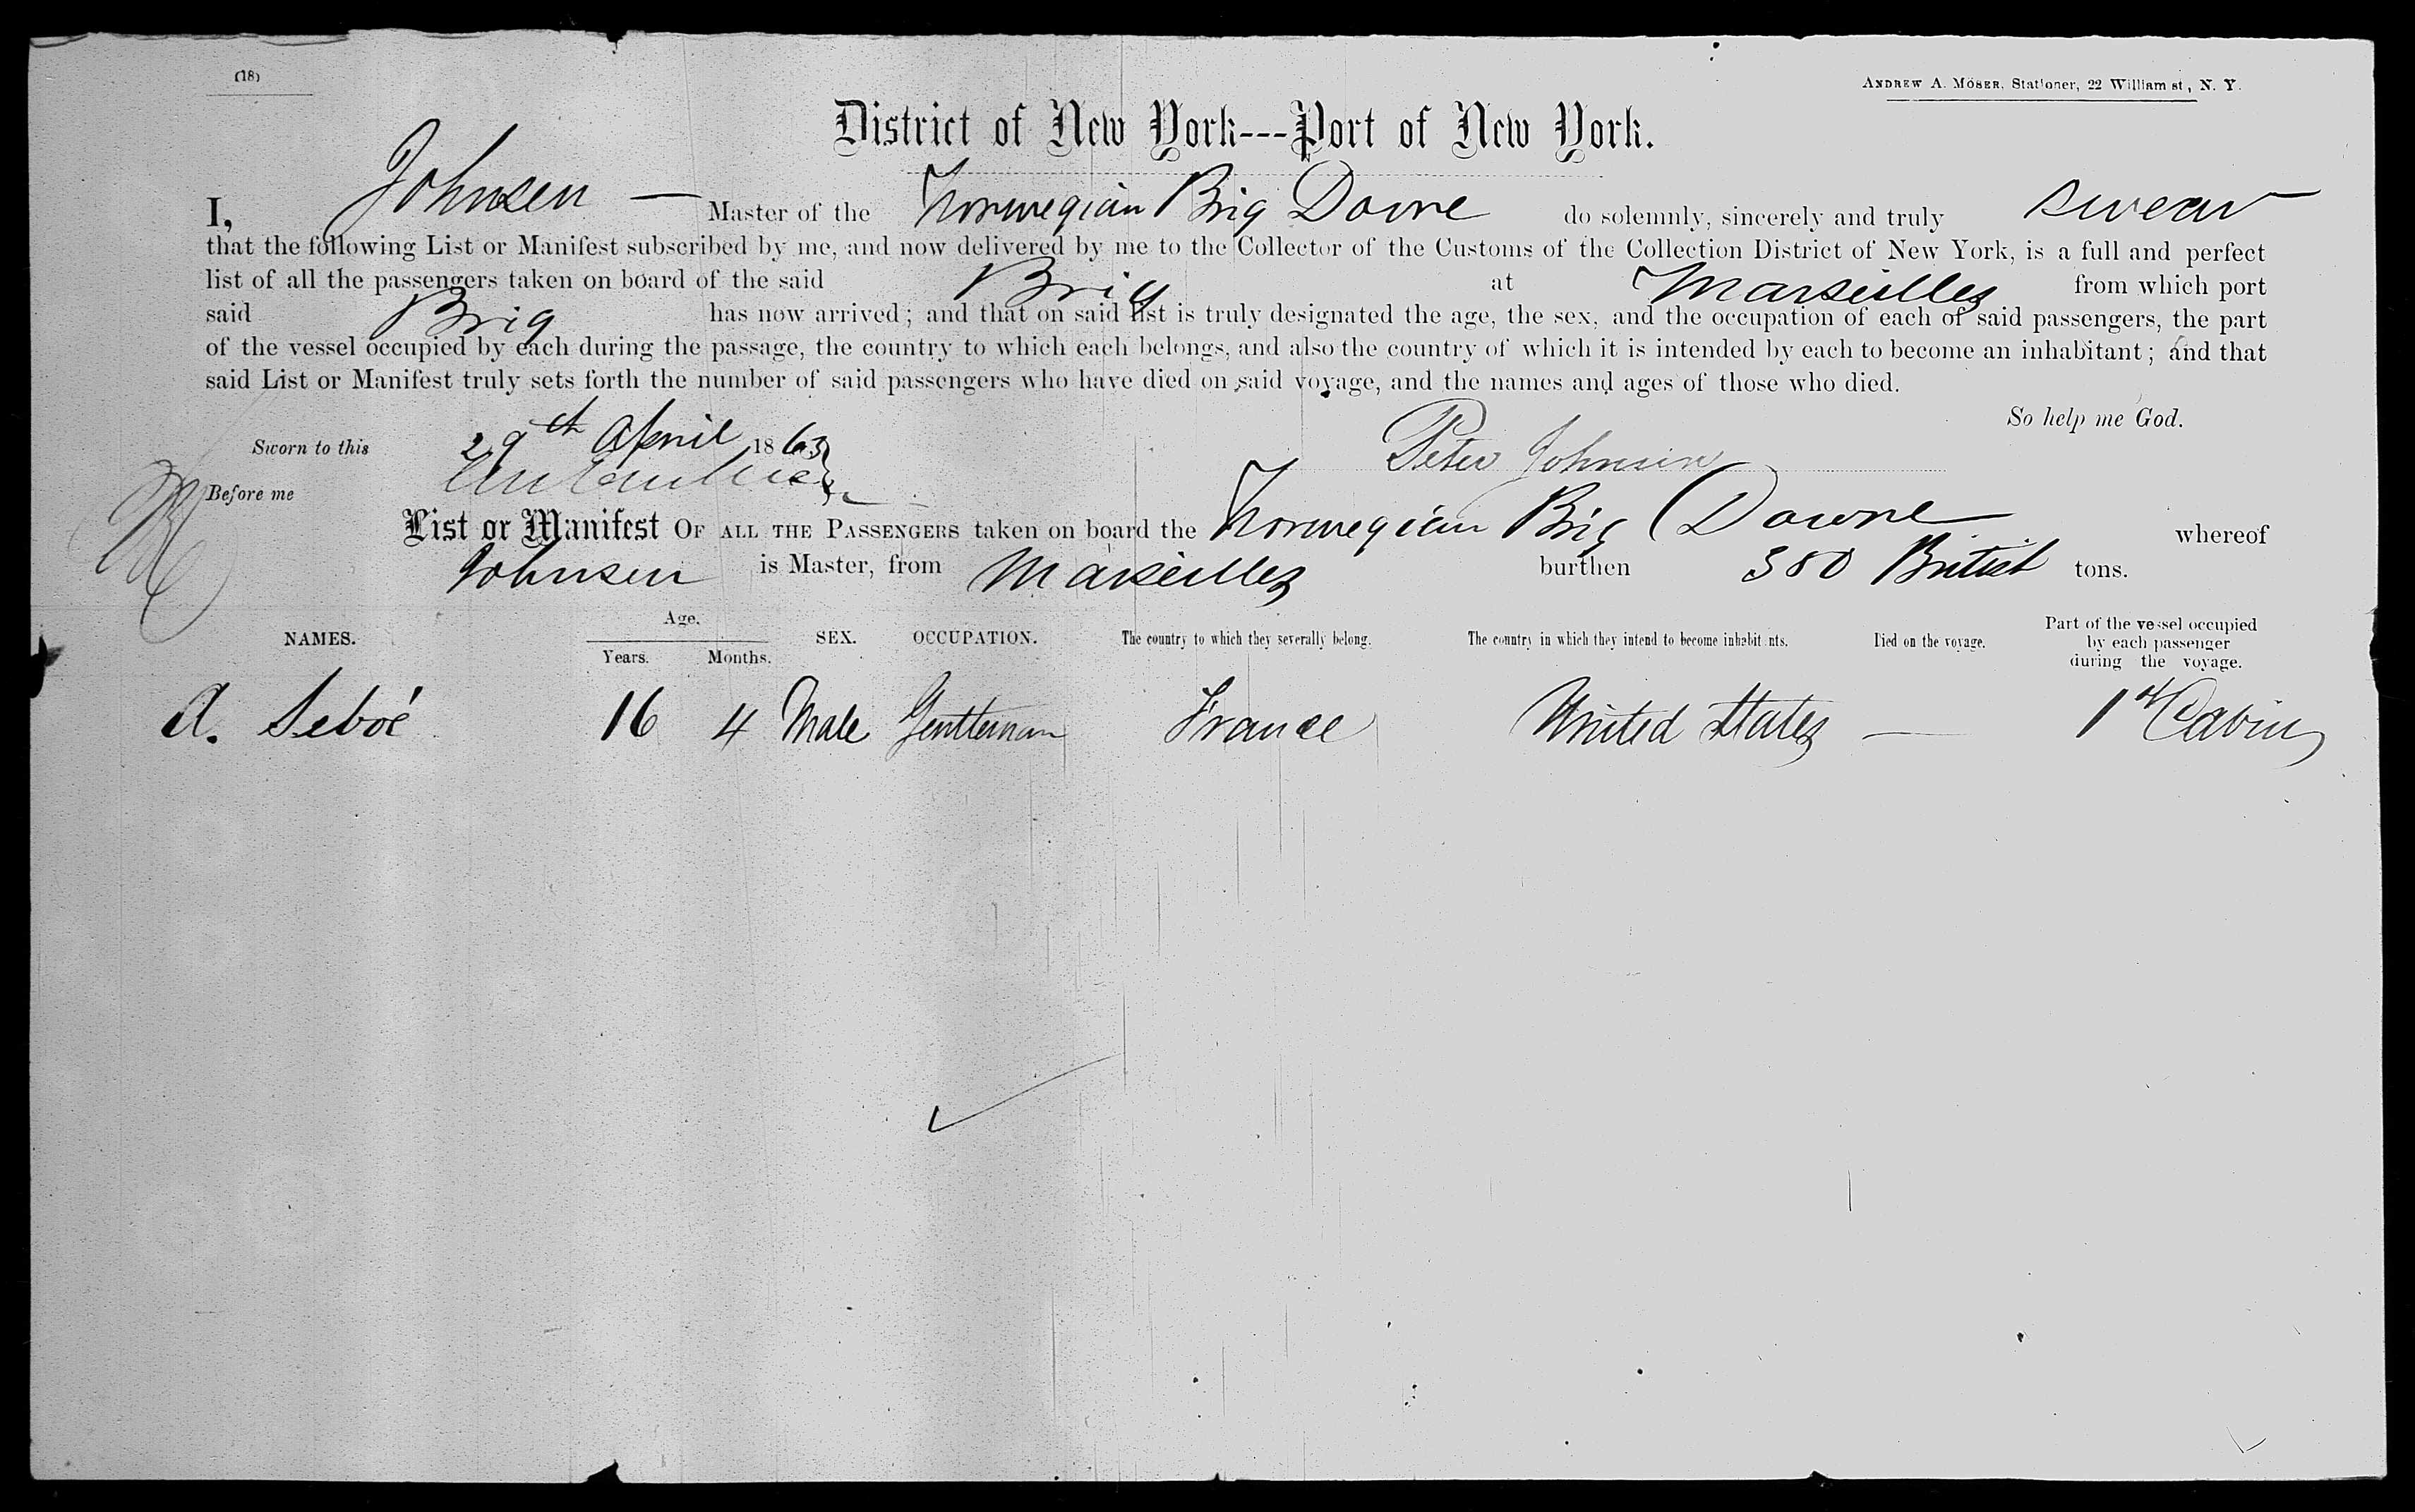 (18)
ANDREW A. MÖSER, Stationer, 22 William st, N. Y.
District of New York---Port of New York.
I, Johnsen — Master of the Norwegian Brig Dovre do solemnly, sincerely and truly swear
that the following List or Manifest subscribed by me, and now delivered by me to the Collector of the Customs of the Collection District of New York, is a full and perfect
list of all the passengers taken on board of the said Brig at Marseilles from which port
said Brig has now arrived; and that on said list is truly designated the age, the sex, and the occupation of each of said passengers, the part
of the vessel occupied by each during the passage, the country to which each belongs, and also the country of which it is intended by each to become an inhabitant; and that
said List or Manifest truly sets forth the number of said passengers who have died on said voyage, and the names and ages of those who died.
So help me God.
Sworn to this 29th April 1863
Peter Johnsen
Before me
List or Manifest OF ALL THE PASSENGERS taken on board the Norwegian Brig Dovre whereof
Johnsen is Master, from Marseilles burthen 380 British tons.
NAMES. Age. Years. Months. SEX. OCCUPATION. The country to which they severally belong. The country in which they intend to become inhabit nts. Died on the voyage. Part of the vessel occupied by each passenger during the voyage.
A. Seboé 16 4 Male Gentleman France United States — 1st Cabin